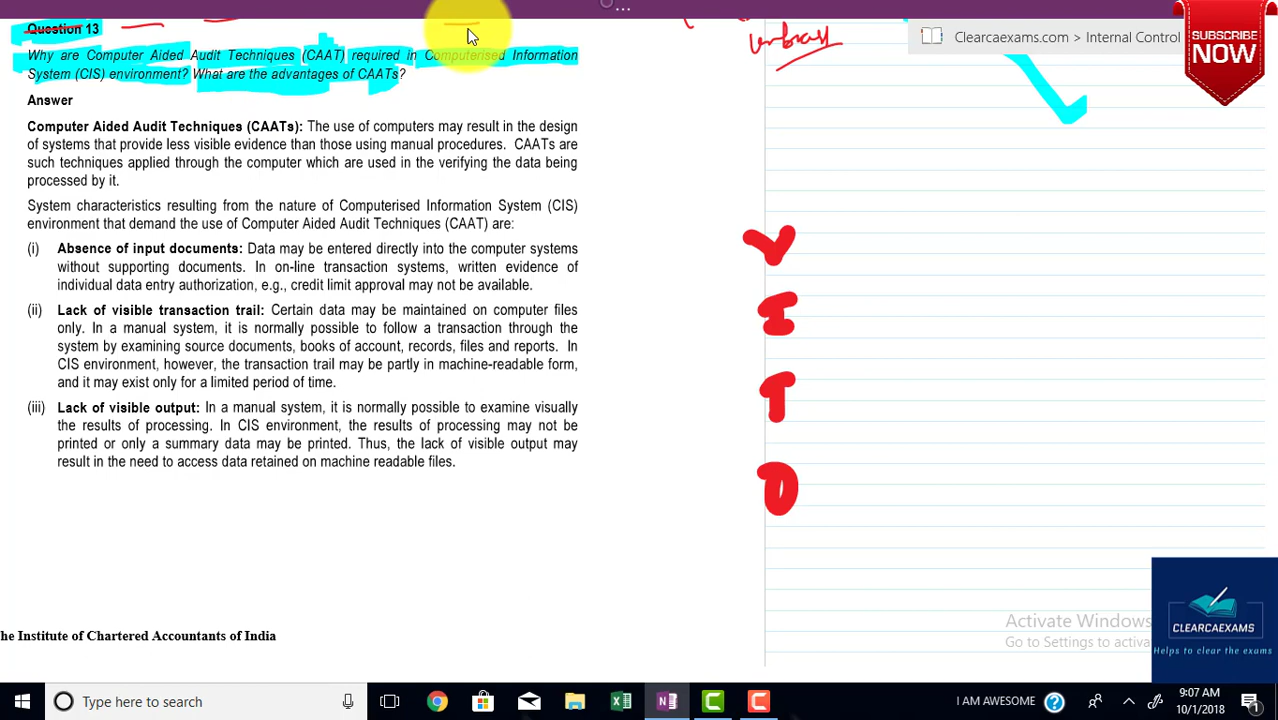 Question 13
Why are Computer Aided Audit Techniques (CAAT) required in Computerised Information
System (CIS) environment? What are the advantages of CAATs?
Answer
Computer Aided Audit Techniques (CAATs): The use of computers may result in the design
of systems that provide less visible evidence than those using manual procedures. CAATs are
such techniques applied through the computer which are used in the verifying the data being
processed by it.
System characteristics resulting from the nature of Computerised Information System (CIS)
environment that demand the use of Computer Aided Audit Techniques (CAAT) are:
(i) Absence of input documents: Data may be entered directly into the computer systems
without supporting documents. In on-line transaction systems, written evidence of
individual data entry authorization, e.g., credit limit approval may not be available.
(ii) Lack of visible transaction trail: Certain data may be maintained on computer files
only. In a manual system, it is normally possible to follow a transaction through the
system by examining source documents, books of account, records, files and reports. In
CIS environment, however, the transaction trail may be partly in machine-readable form,
and it may exist only for a limited period of time.
(iii) Lack of visible output: In a manual system, it is normally possible to examine visually
the results of processing. In CIS environment, the results of processing may not be
printed or only a summary data may be printed. Thus, the lack of visible output may
result in the need to access data retained on machine readable files.
he Institute of Chartered Accountants of India
V
I
T
O
Clearcaexams.com > Internal Control
SUBSCRIBE
NOW
Activate Windows
Go to Settings to activa
CLEARCAEXAMS
Helps to clear the exams
Type here to search
I AM AWESOME
9:07 AM
10/1/2018
1